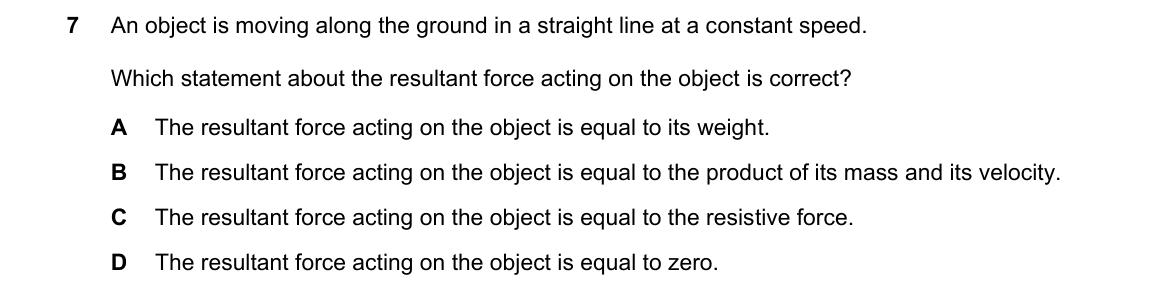 7 An object is moving along the ground in a straight line at a constant speed.
Which statement about the resultant force acting on the object is correct?
A The resultant force acting on the object is equal to its weight.
B The resultant force acting on the object is equal to the product of its mass and its velocity.
C The resultant force acting on the object is equal to the resistive force.
D The resultant force acting on the object is equal to zero.